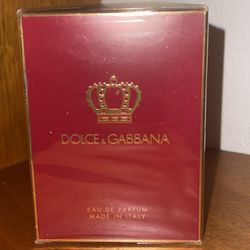 DOLCE & GABBANA
EAU DE PARFUM
MADE IN ITALY